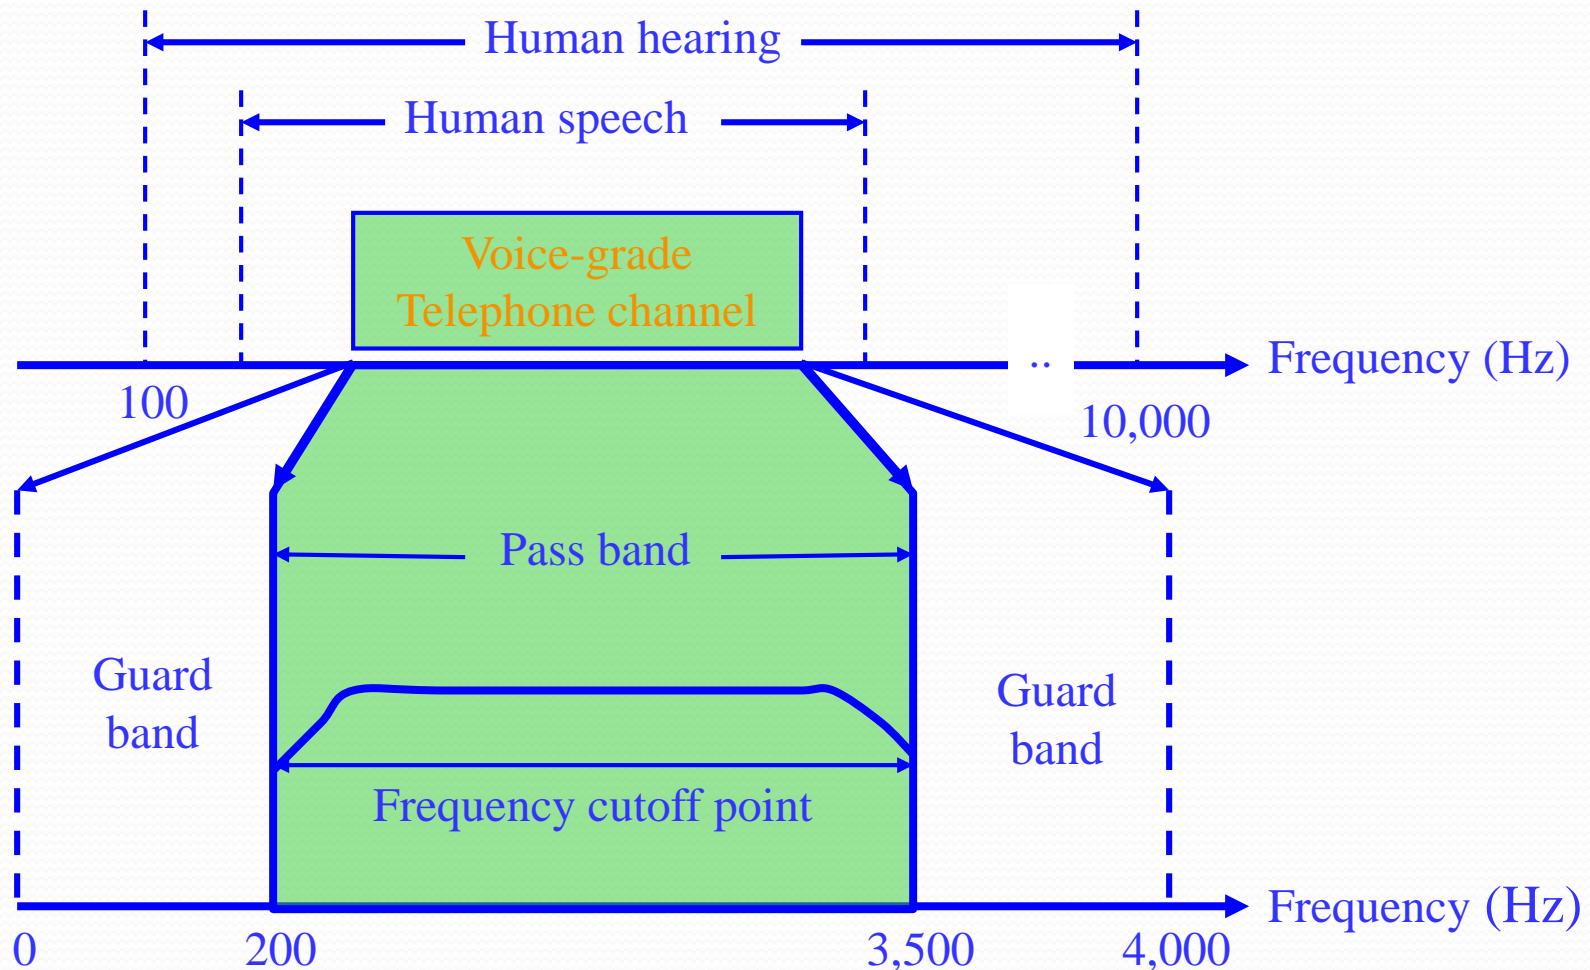 Human hearing
Human speech
Voice-grade
Telephone channel
..
Frequency (Hz)
100
10,000
Pass band
Guard
band
Guard
band
Frequency cutoff point
Frequency (Hz)
0
200
3,500
4,000